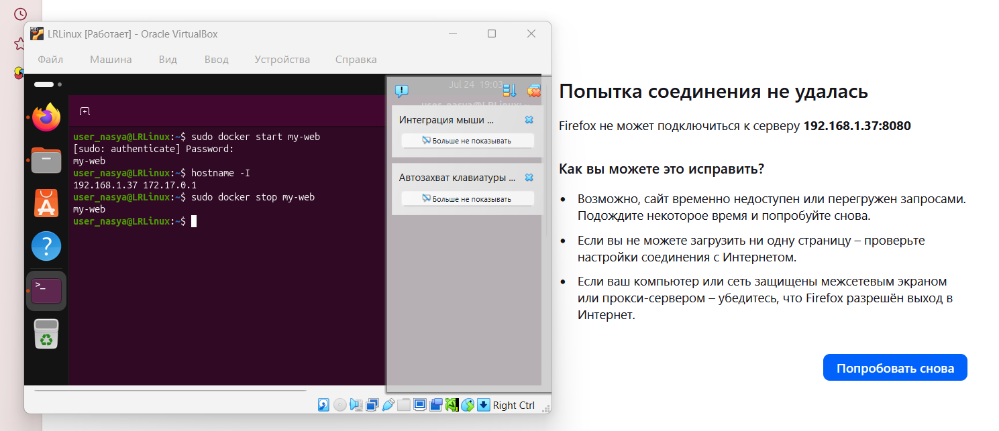 LRLinux [Работает] - Oracle VirtualBox
Файл Машина Вид Ввод Устройства Справка
Jul 24 19:03
user_nasya@LRLinux: ~
Интеграция мыши ...
Больше не показывать
Автозахват клавиатуры ...
Больше не показывать
user_nasya@LRLinux:~$ sudo docker start my-web
[sudo: authenticate] Password:
my-web
user_nasya@LRLinux:~$ hostname -I
192.168.1.37 172.17.0.1
user_nasya@LRLinux:~$ sudo docker stop my-web
my-web
user_nasya@LRLinux:~$
Right Ctrl
Попытка соединения не удалась
Firefox не может подключиться к серверу 192.168.1.37:8080
Как вы можете это исправить?
• Возможно, сайт временно недоступен или перегружен запросами.
Подождите некоторое время и попробуйте снова.
• Если вы не можете загрузить ни одну страницу – проверьте
настройки соединения с Интернетом.
• Если ваш компьютер или сеть защищены межсетевым экраном
или прокси-сервером – убедитесь, что Firefox разрешён выход в
Интернет.
Попробовать снова